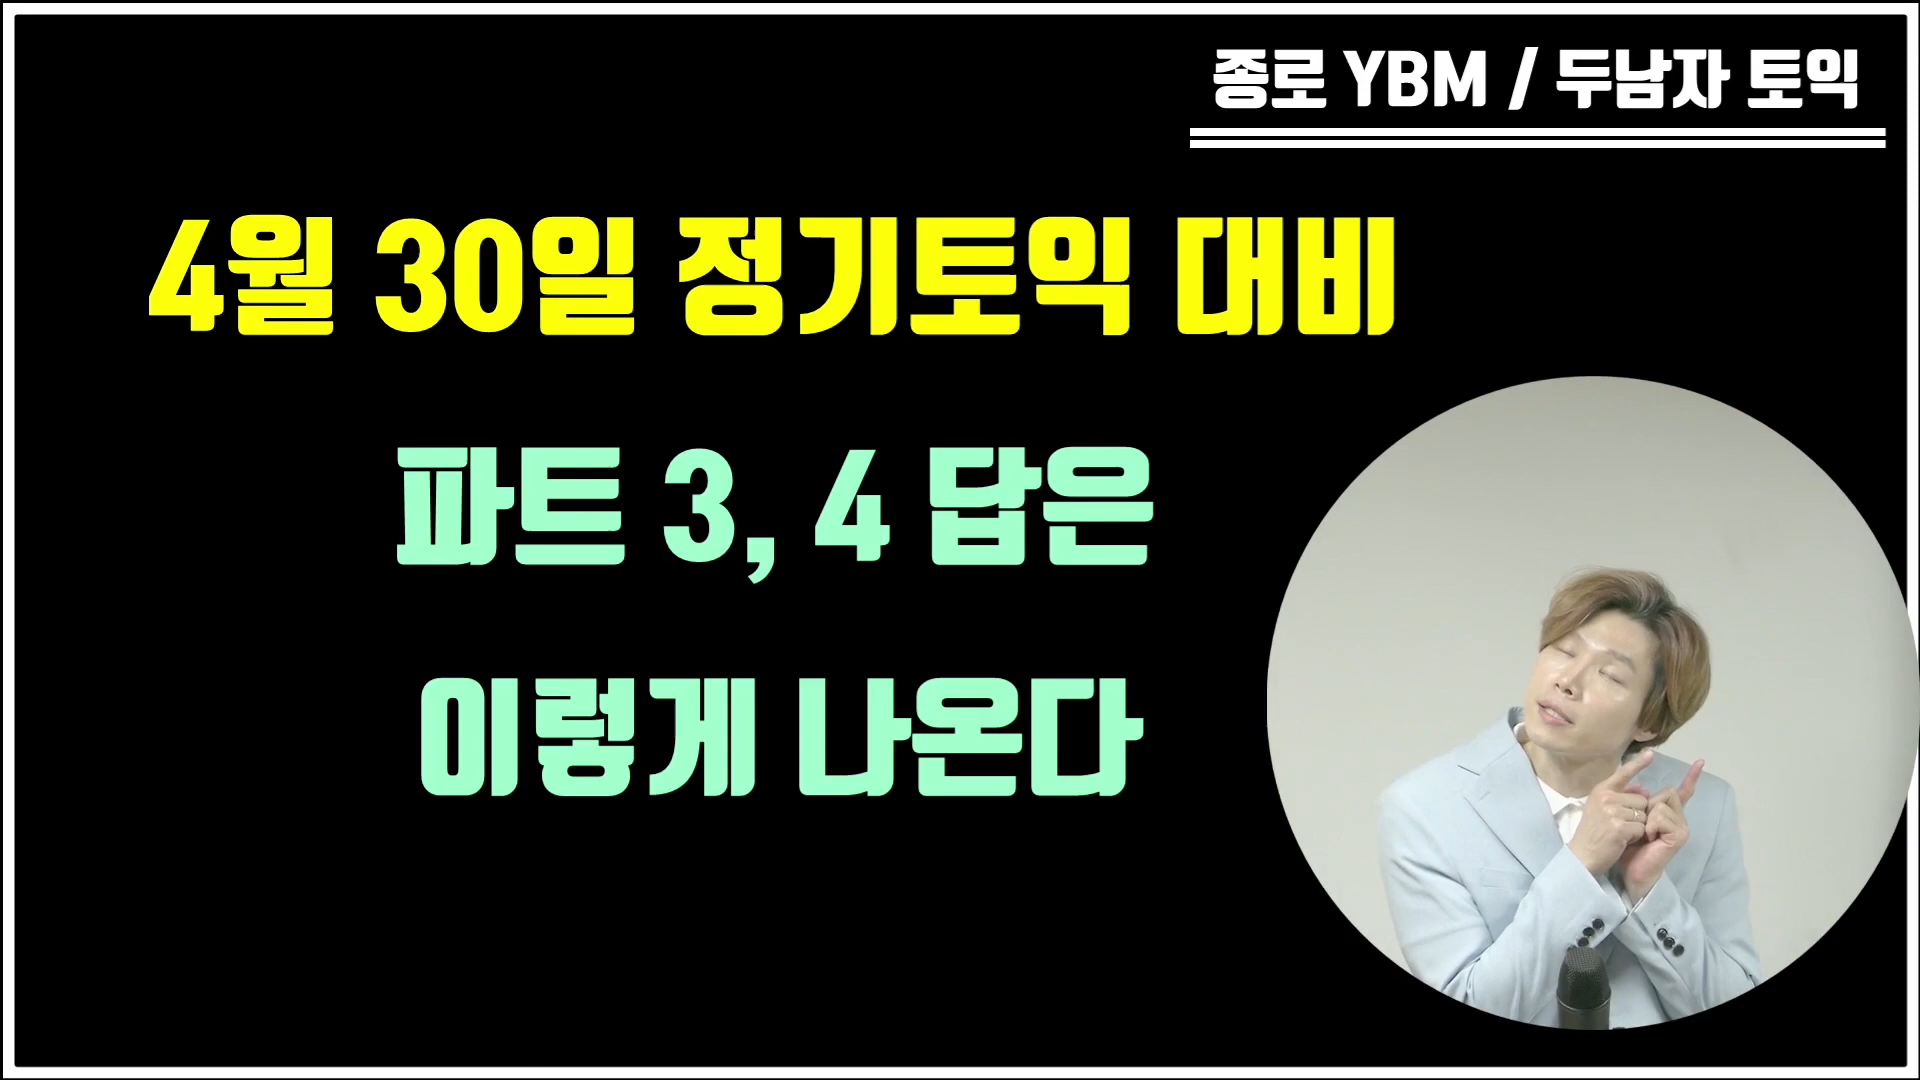 종로 YBM / 두남자 토익
4월 30일 정기토익 대비
파트 3, 4 답은
이렇게 나온다